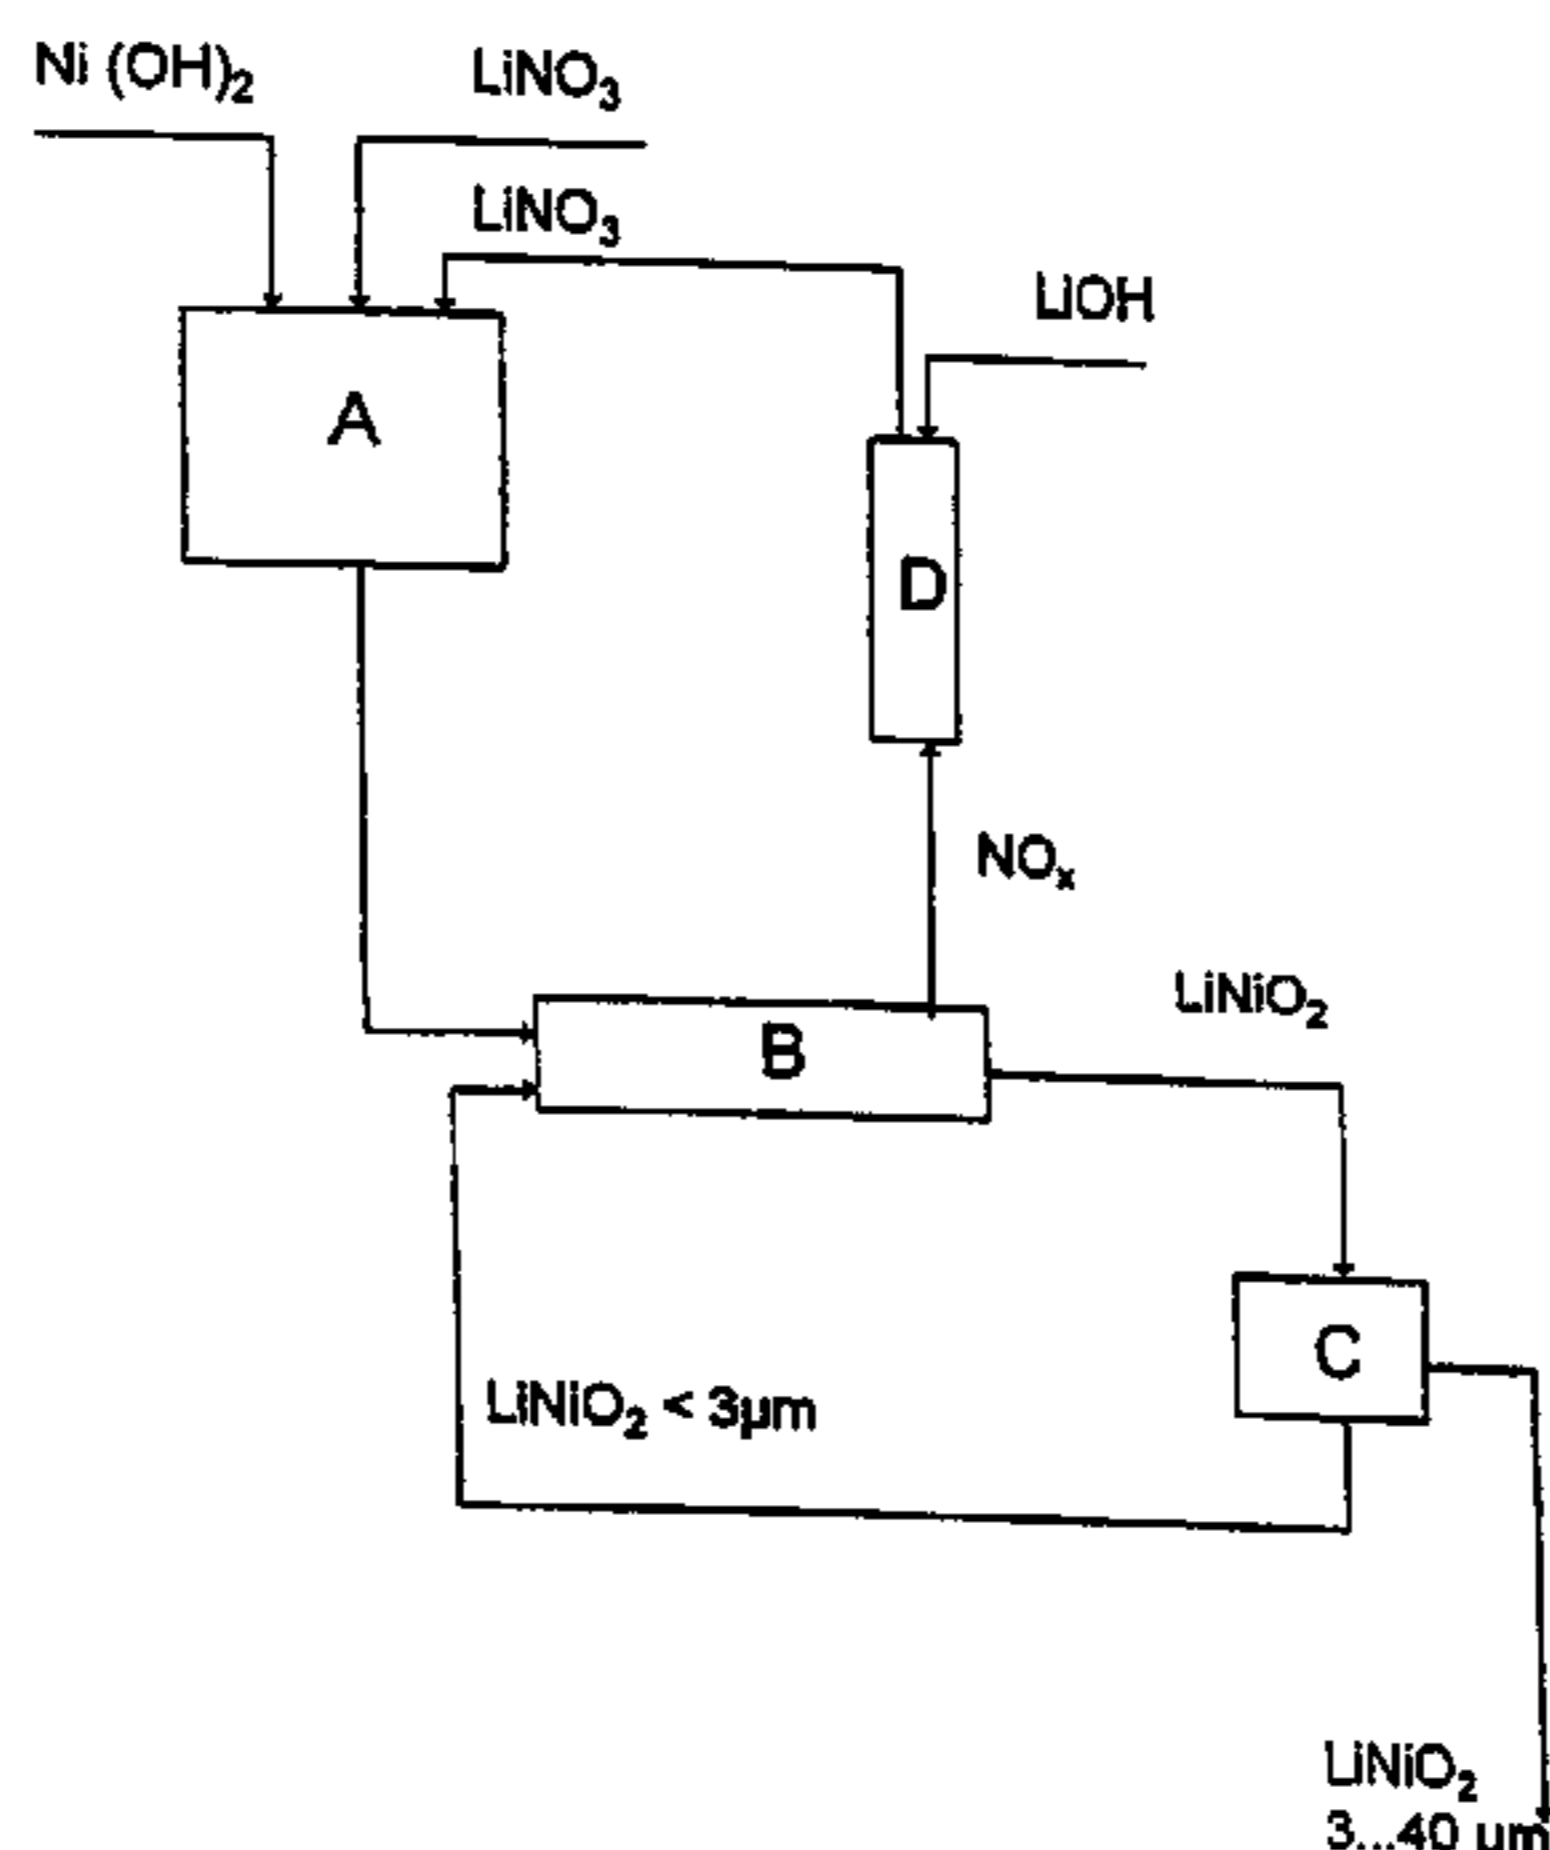 Ni (OH)₂
LiNO₃
LiNO₃
LiOH
A
D
NOₓ
LiNiO₂
B
C
LiNiO₂ < 3µm
LiNiO₂
3...40 µm